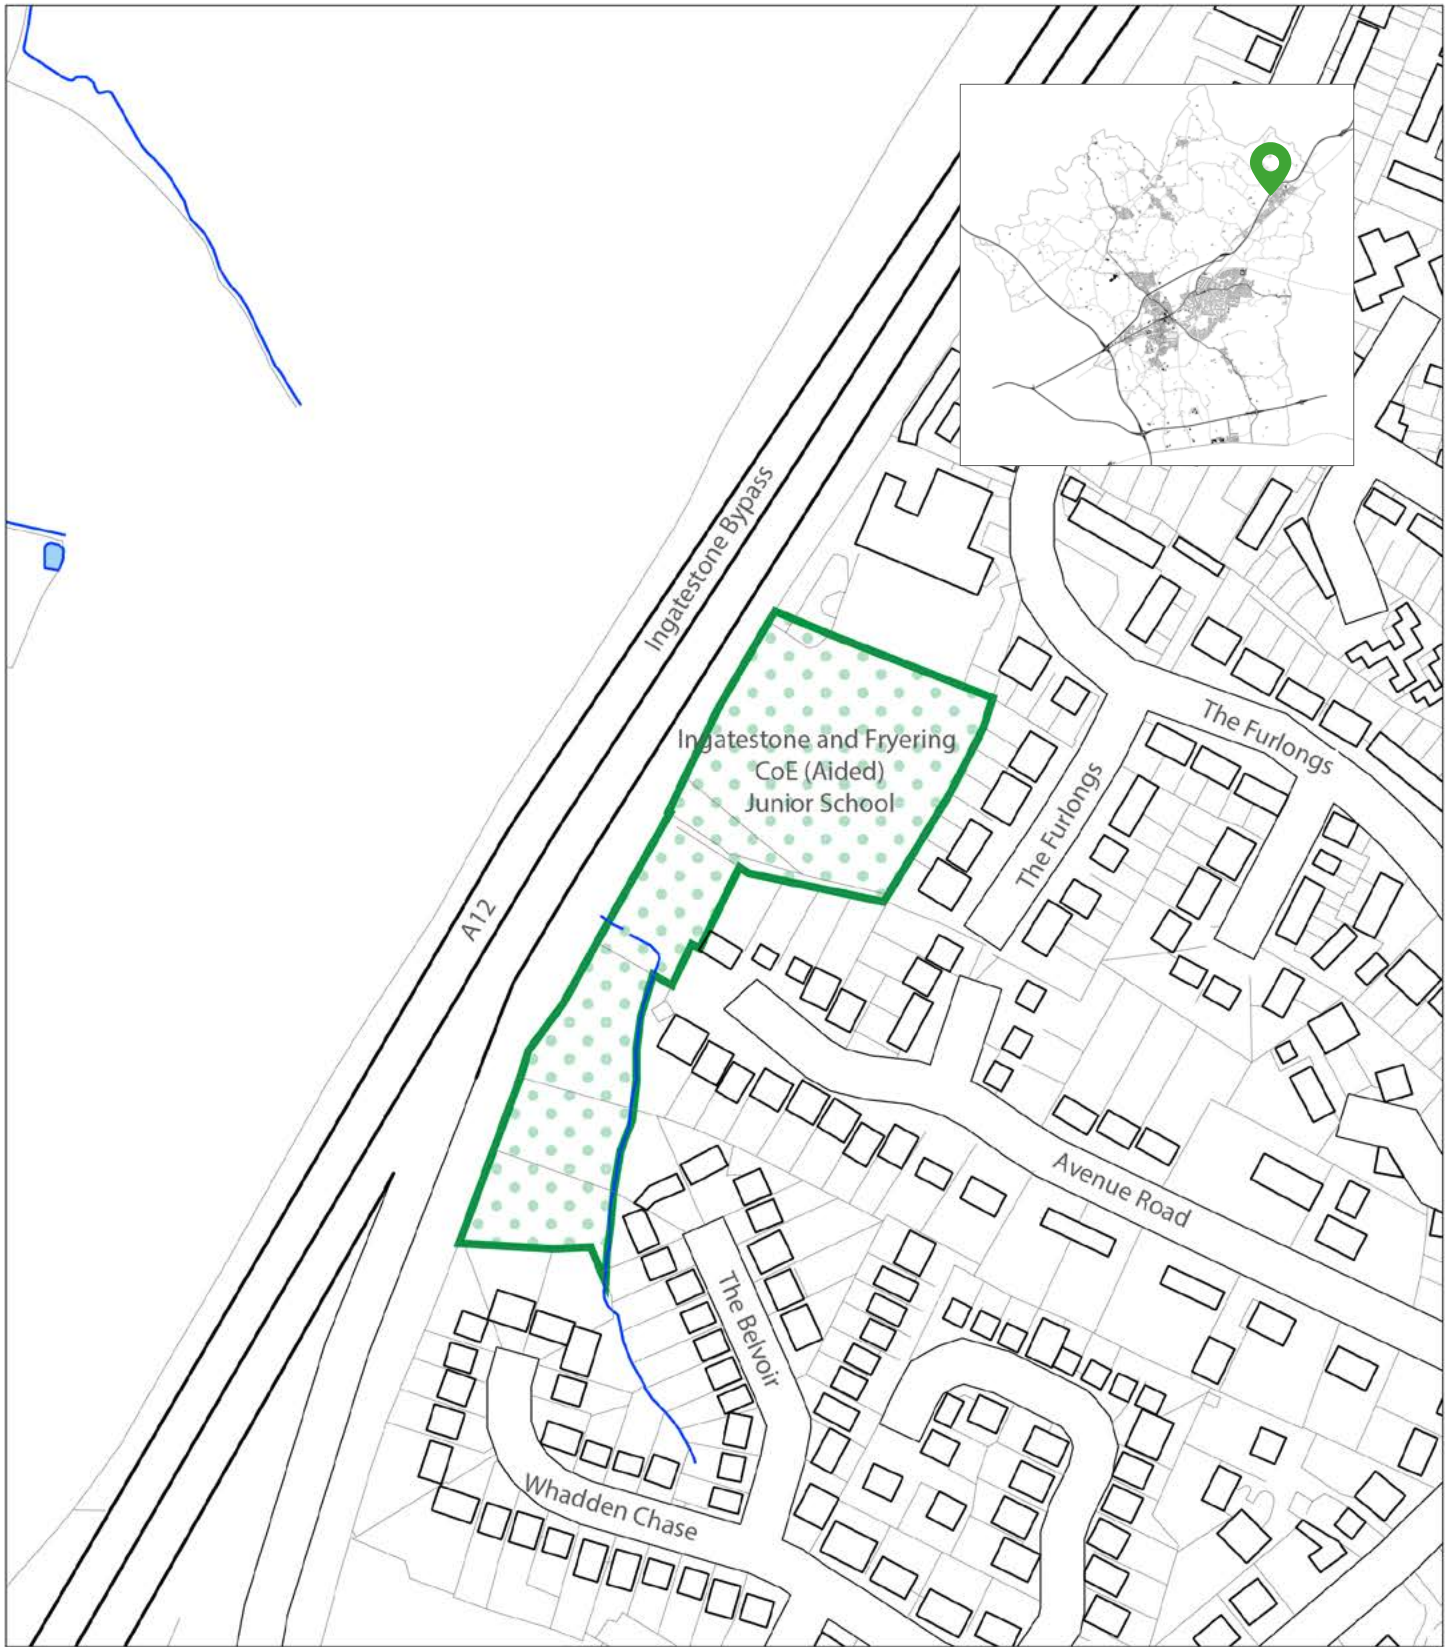 Ingatestone Bypass
The Furlongs
Ingatestone and Fryering
CoE (Aided)
Junior School
The Furlongs
A12
Avenue Road
The Belvoir
Whadden Chase